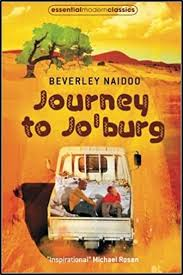 essentialmodernclassics
BEVERLEY NAIDOO
Journey
to Jo'burg
"Inspirational" Michael Rosen